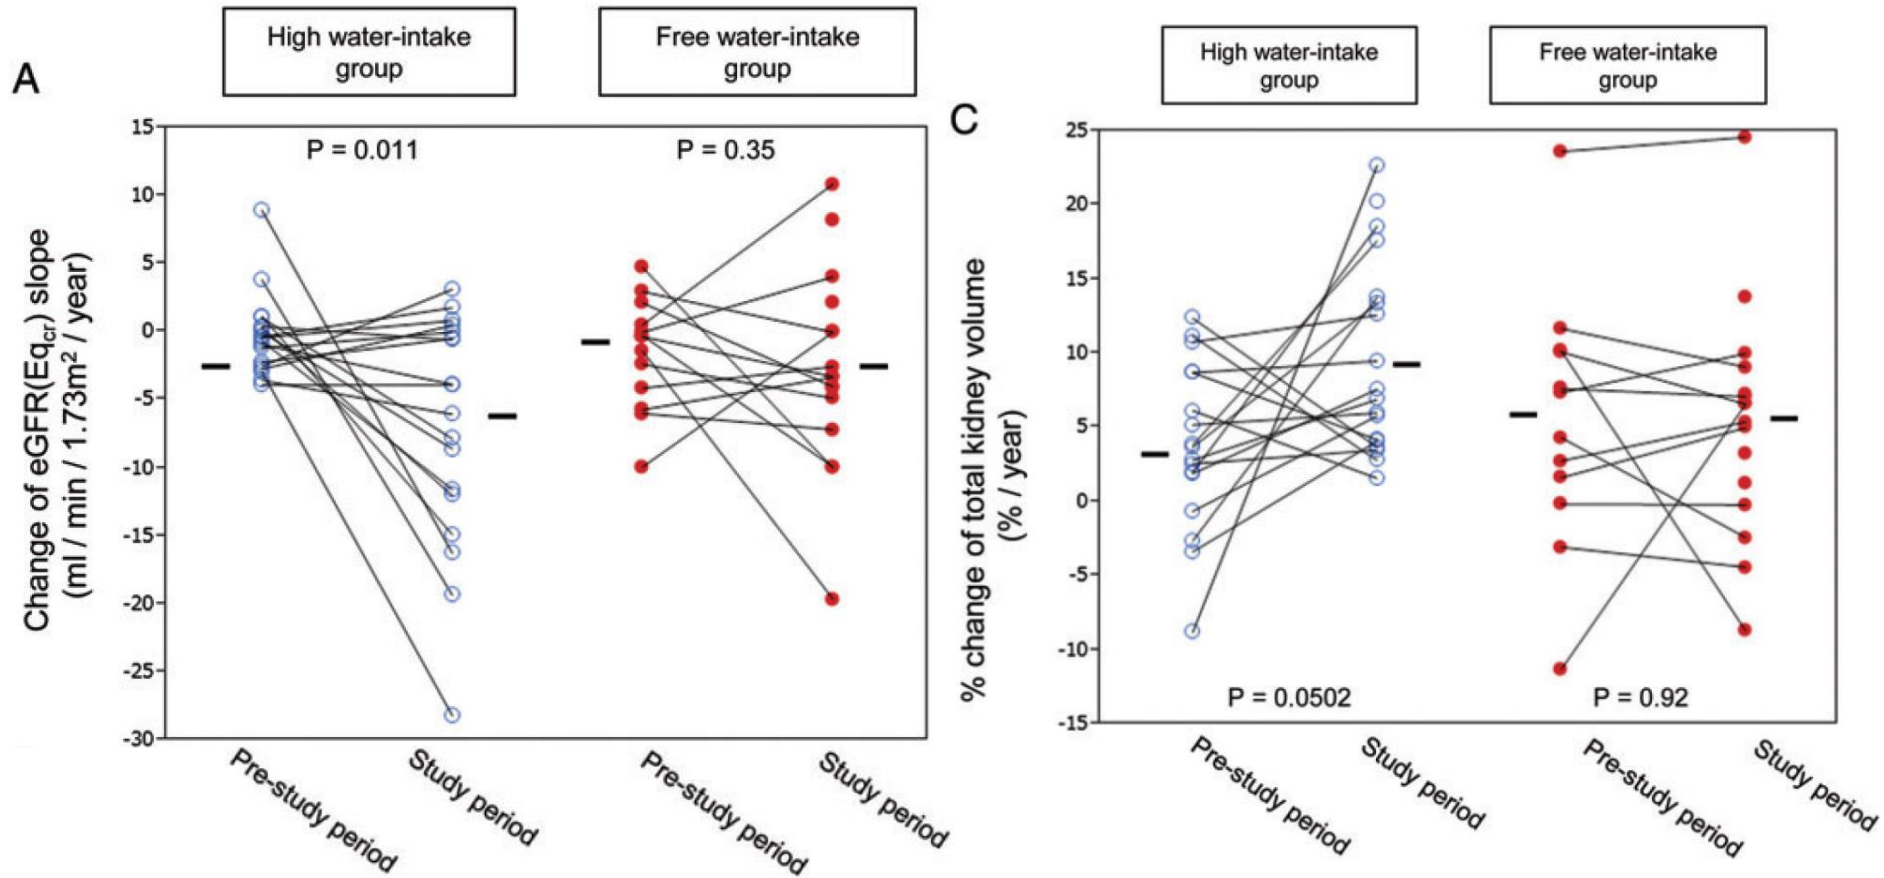 High water-intake
group
Free water-intake
group
A
P = 0.011
P = 0.35
15
10
5
0
-5
-10
-15
-20
-25
-30
Change of eGFR(Eqcr) slope
(ml / min / 1.73m2 / year)
Pre-study period
Study period
Pre-study period
Study period
High water-intake
group
Free water-intake
group
C
25
20
15
10
5
0
-5
-10
-15
% change of total kidney volume
(% / year)
P = 0.0502
P = 0.92
Pre-study period
Study period
Pre-study period
Study period